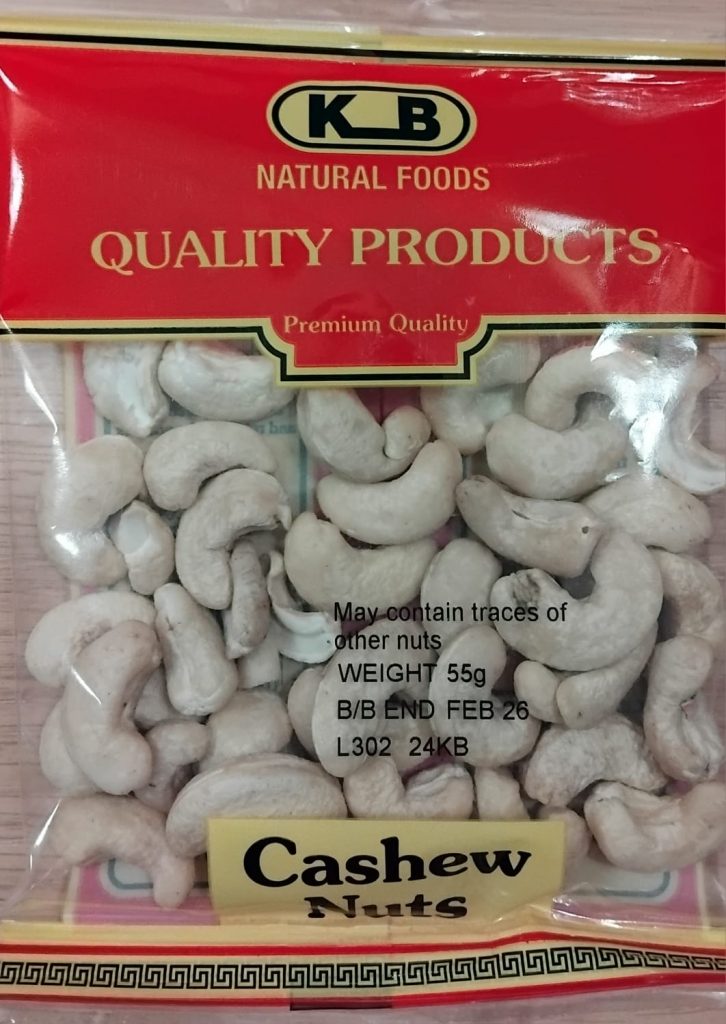 K B
NATURAL FOODS
QUALITY PRODUCTS
Premium Quality
May contain traces of
other nuts
WEIGHT 55g
B/B END FEB 26
L302 24KB
Cashew
Nuts